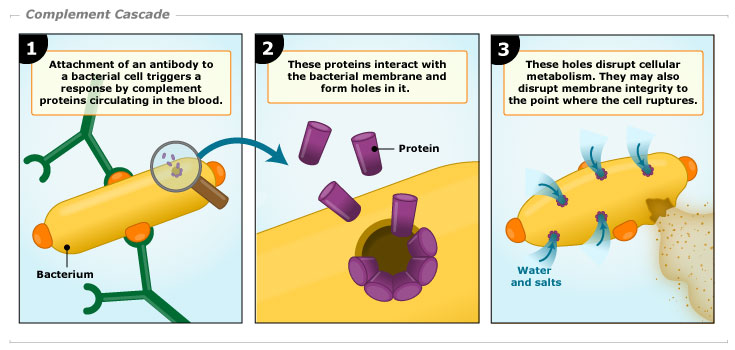 Complement Cascade
1
Attachment of an antibody to
a bacterial cell triggers a
response by complement
proteins circulating in the blood.
Bacterium
2
These proteins interact with
the bacterial membrane and
form holes in it.
Protein
3
These holes disrupt cellular
metabolism. They may also
disrupt membrane integrity to
the point where the cell ruptures.
Water
and salts